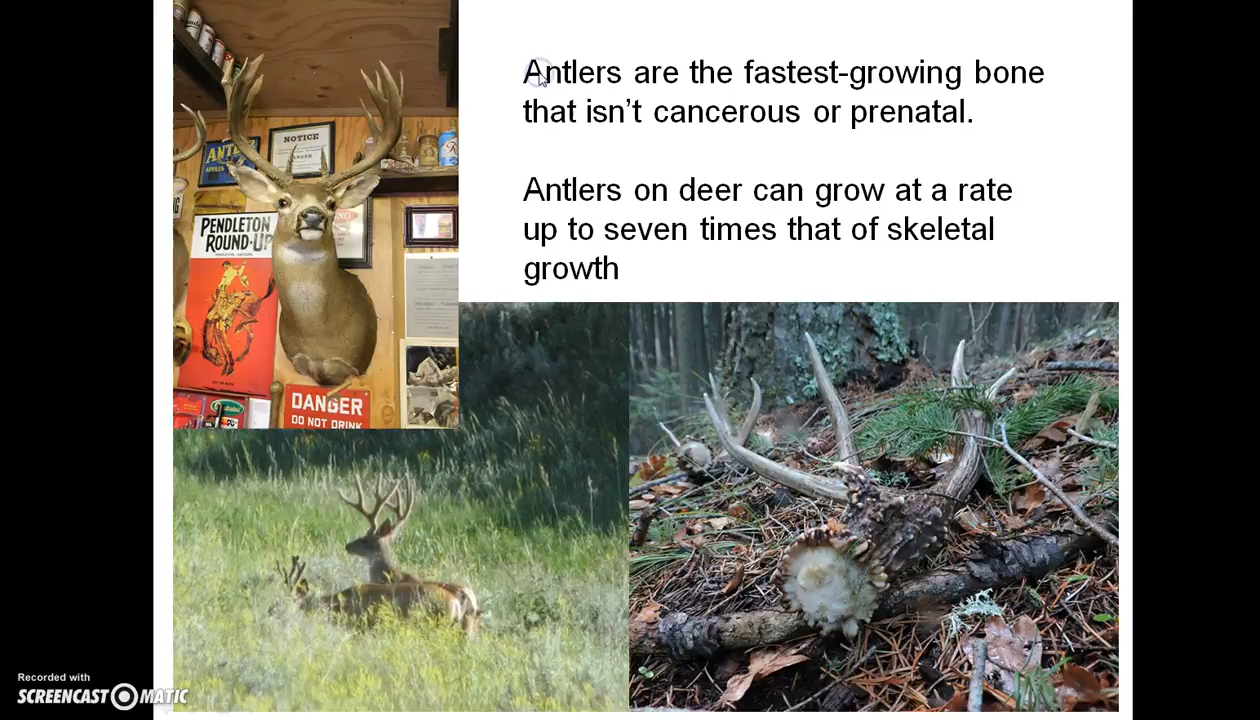 Antlers are the fastest-growing bone
that isn't cancerous or prenatal.
Antlers on deer can grow at a rate
up to seven times that of skeletal
growth
NOTICE
PENDLETON
ROUND-UP
DANGER
DO NOT DRINK
Recorded with
SCREENCAST MATIC